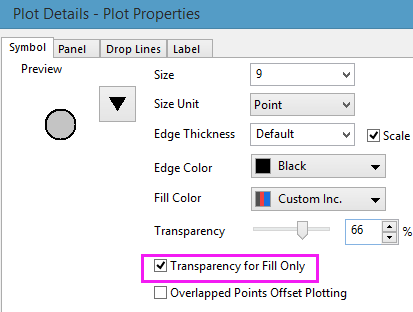 Plot Details - Plot Properties
Symbol Panel Drop Lines Label
Preview
Size 9
Size Unit Point
Edge Thickness Default Scale
Edge Color Black
Fill Color Custom Inc.
Transparency 66 %
Transparency for Fill Only
Overlapped Points Offset Plotting